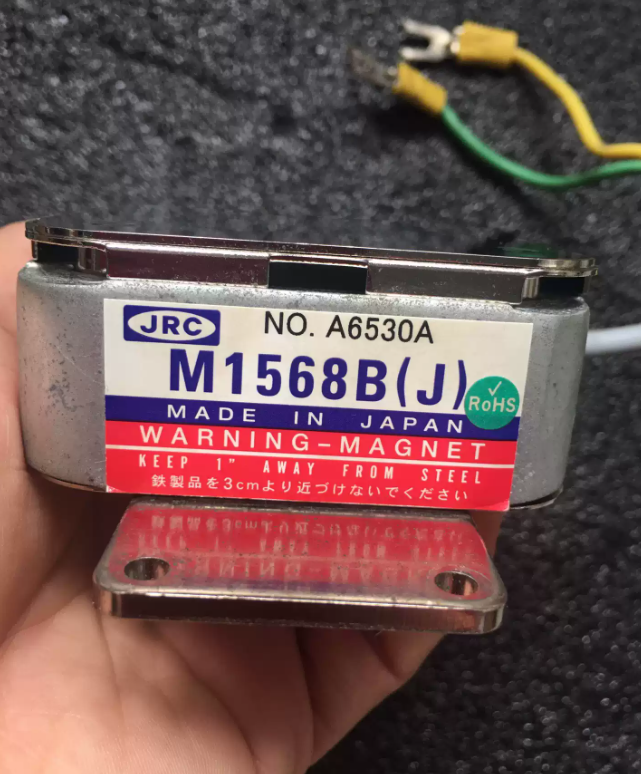 JRC NO. A6530A
M1568B(J)
✓
RoHS
MADE IN JAPAN
WARNING-MAGNET
KEEP 1" AWAY FROM STEEL
鉄製品を3cmより近づけないでください